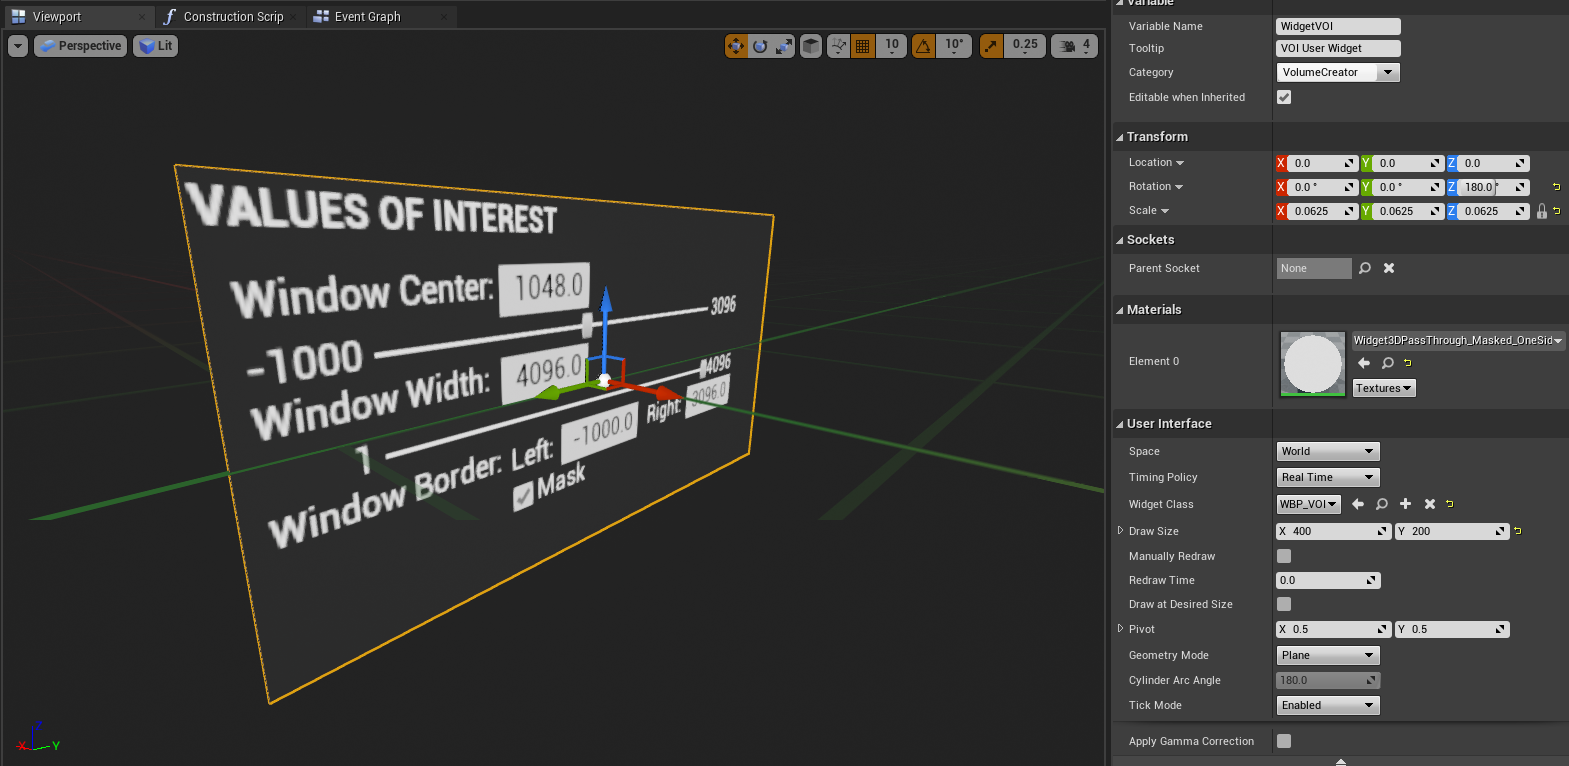 Viewport
Construction Scrip
Event Graph
Perspective
Lit
10
10°
0.25
4
VALUES OF INTEREST
Window Center: 1048.0
-1000
3096
Window Width: 4096.0
1
4096
Window Border: Left: -1000.0 Right: 3096.0
Mask
X
Y
Z
Variable
Variable Name WidgetVOI
Tooltip VOI User Widget
Category VolumeCreator
Editable when Inherited
Transform
Location X 0.0 Y 0.0 Z 0.0
Rotation X 0.0 ° Y 0.0 ° Z 180.0 °
Scale X 0.0625 Y 0.0625 Z 0.0625
Sockets
Parent Socket None
Materials
Element 0 Widget3DPassThrough_Masked_OneSid
Textures
User Interface
Space World
Timing Policy Real Time
Widget Class WBP_VOI
Draw Size X 400 Y 200
Manually Redraw
Redraw Time 0.0
Draw at Desired Size
Pivot X 0.5 Y 0.5
Geometry Mode Plane
Cylinder Arc Angle 180.0
Tick Mode Enabled
Apply Gamma Correction